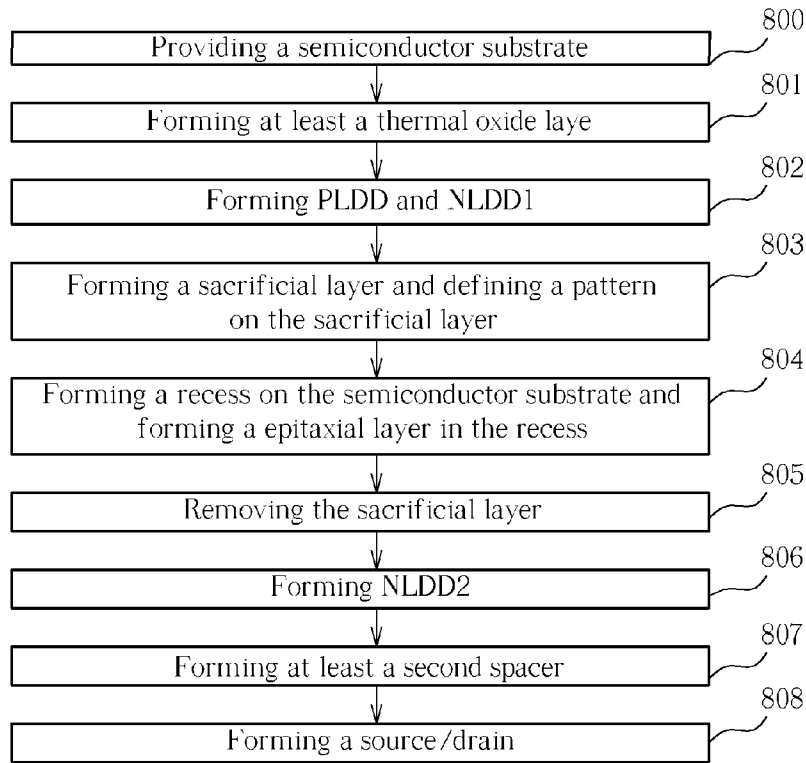 800
Providing a semiconductor substrate
801
Forming at least a thermal oxide laye
802
Forming PLDD and NLDD1
803
Forming a sacrificial layer and defining a pattern
on the sacrificial layer
804
Forming a recess on the semiconductor substrate and
forming a epitaxial layer in the recess
805
Removing the sacrificial layer
806
Forming NLDD2
807
Forming at least a second spacer
808
Forming a source/drain